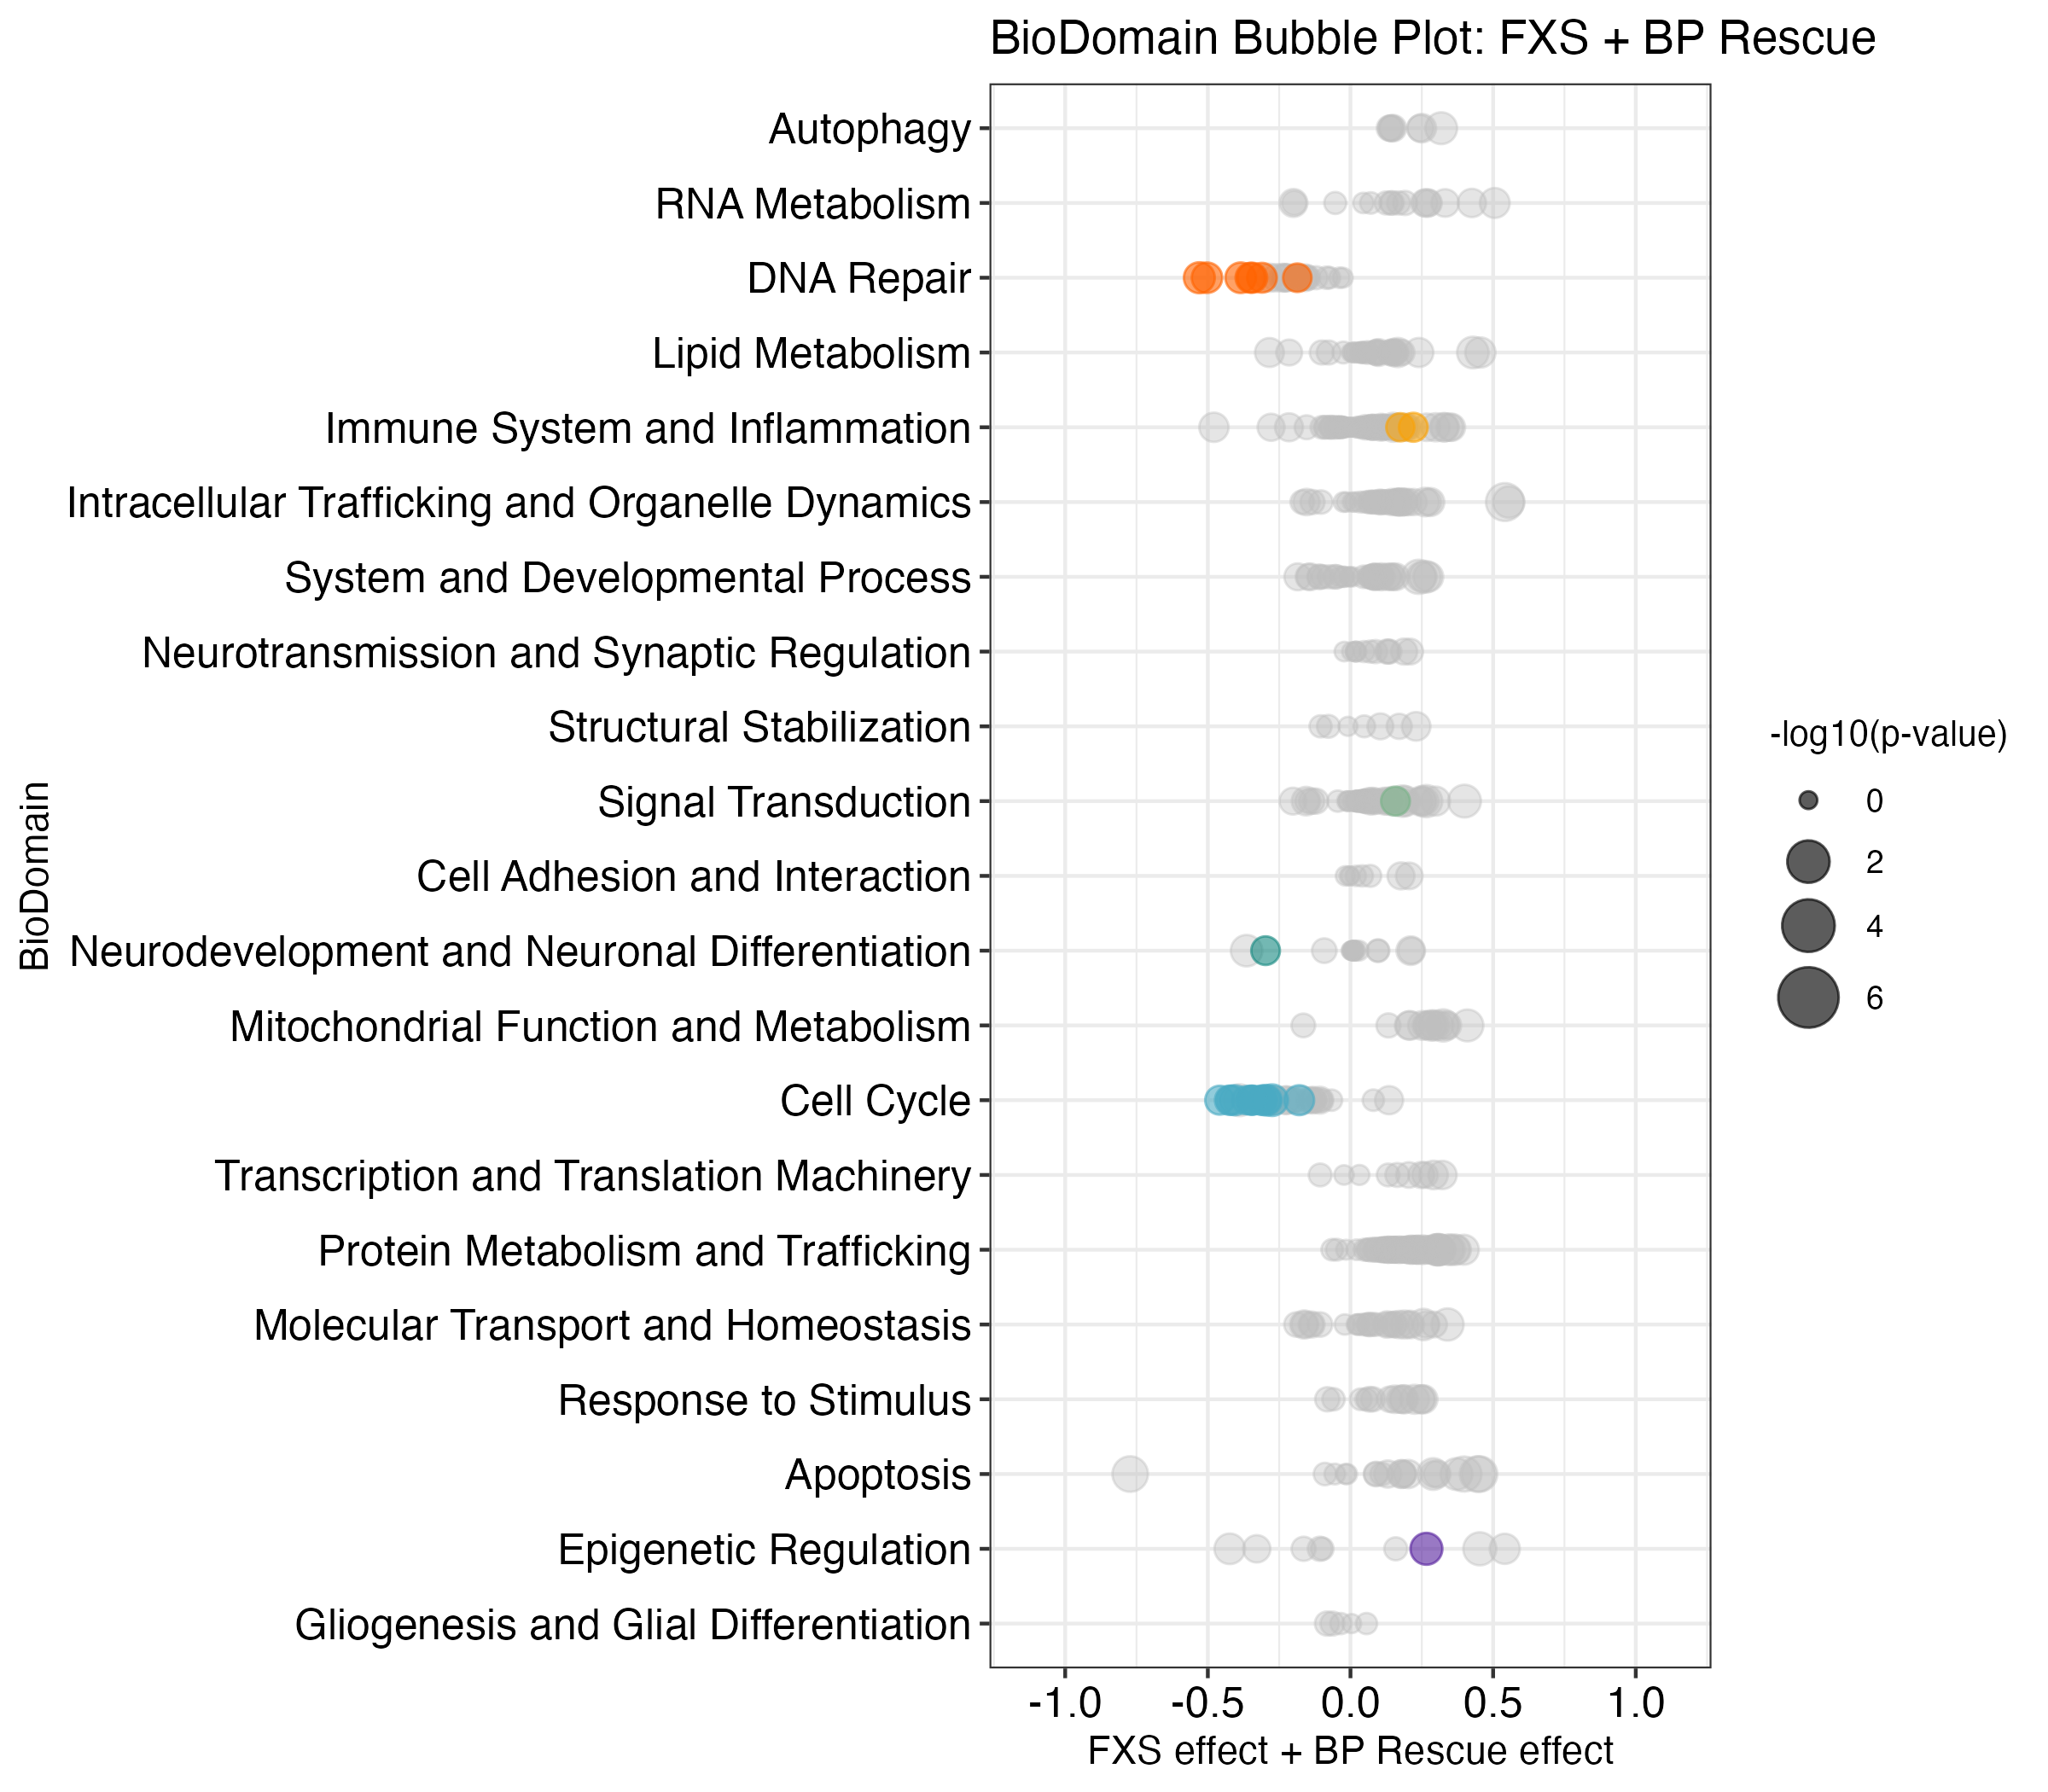 BioDomain Bubble Plot: FXS + BP Rescue
Autophagy
RNA Metabolism
DNA Repair
Lipid Metabolism
Immune System and Inflammation
Intracellular Trafficking and Organelle Dynamics
System and Developmental Process
Neurotransmission and Synaptic Regulation
Structural Stabilization
Signal Transduction
Cell Adhesion and Interaction
Neurodevelopment and Neuronal Differentiation
Mitochondrial Function and Metabolism
Cell Cycle
Transcription and Translation Machinery
Protein Metabolism and Trafficking
Molecular Transport and Homeostasis
Response to Stimulus
Apoptosis
Epigenetic Regulation
Gliogenesis and Glial Differentiation
BioDomain
-1.0 -0.5 0.0 0.5 1.0
FXS effect + BP Rescue effect
-log10(p-value)
0
2
4
6